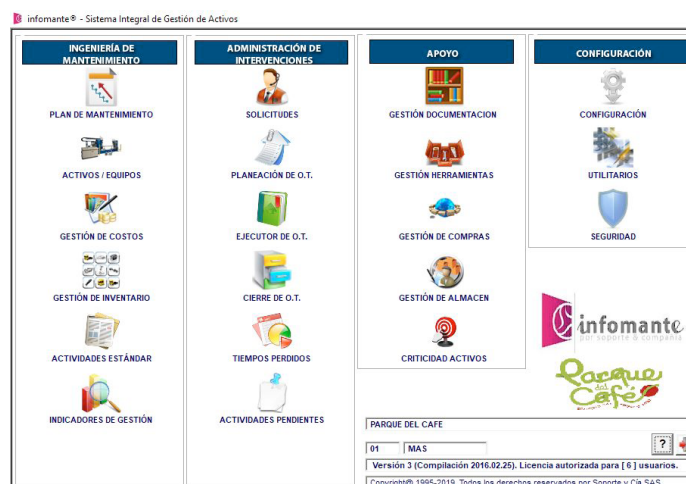 infomante® - Sistema Integral de Gestión de Activos
INGENIERÍA DE
MANTENIMIENTO
PLAN DE MANTENIMIENTO
ACTIVOS / EQUIPOS
GESTIÓN DE COSTOS
GESTIÓN DE INVENTARIO
ACTIVIDADES ESTÁNDAR
INDICADORES DE GESTIÓN
ADMINISTRACIÓN DE
INTERVENCIONES
SOLICITUDES
PLANEACIÓN DE O.T.
EJECUTOR DE O.T.
CIERRE DE O.T.
TIEMPOS PERDIDOS
ACTIVIDADES PENDIENTES
APOYO
GESTIÓN DOCUMENTACION
GESTIÓN HERRAMIENTAS
GESTIÓN DE COMPRAS
GESTIÓN DE ALMACEN
CRITICIDAD ACTIVOS
CONFIGURACIÓN
CONFIGURACIÓN
UTILITARIOS
SEGURIDAD
infomante
por soporte & compañia
Parque
del
Café
PARQUE DEL CAFE
01 MAS
?
Versión 3 (Compilación 2016.02.25). Licencia autorizada para [ 6 ] usuarios.
Copyright® 1995-2019. Todos los derechos reservados por Soporte y Cía SAS